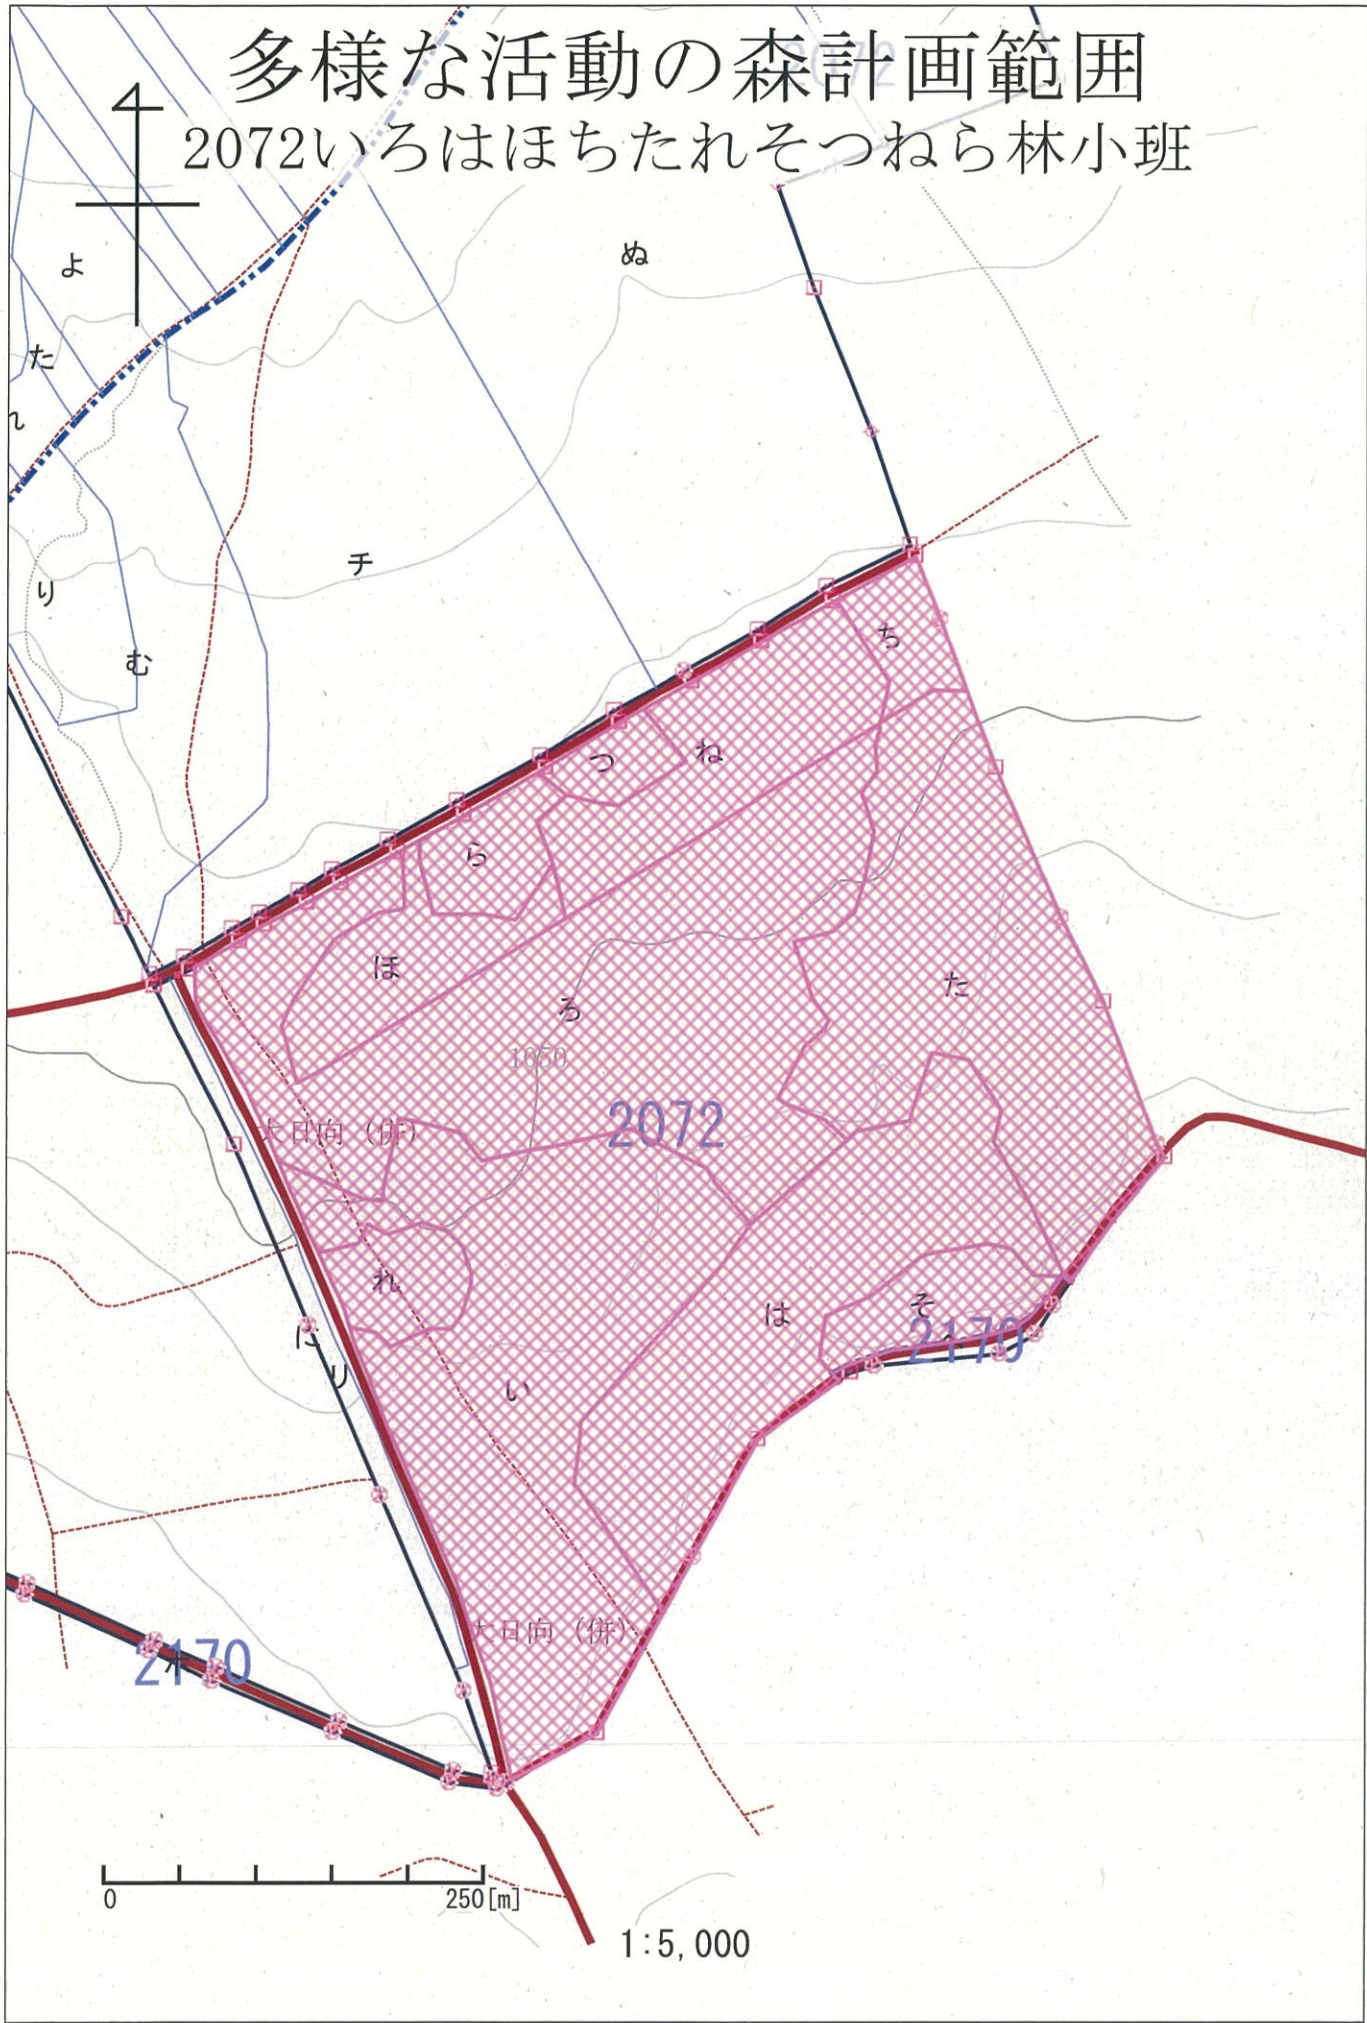 多様な活動の森計画範囲
2072いろはほちたれそつねら林小班
2072
ぬ
よ
た
れ
チ
り
む
ち
つ
ね
ら
ほ
ろ
た
1050
2072
大日向（併）
れ
は
そ
2170
に
リ
い
大日向（併）
2170
0
250[m]
1:5,000